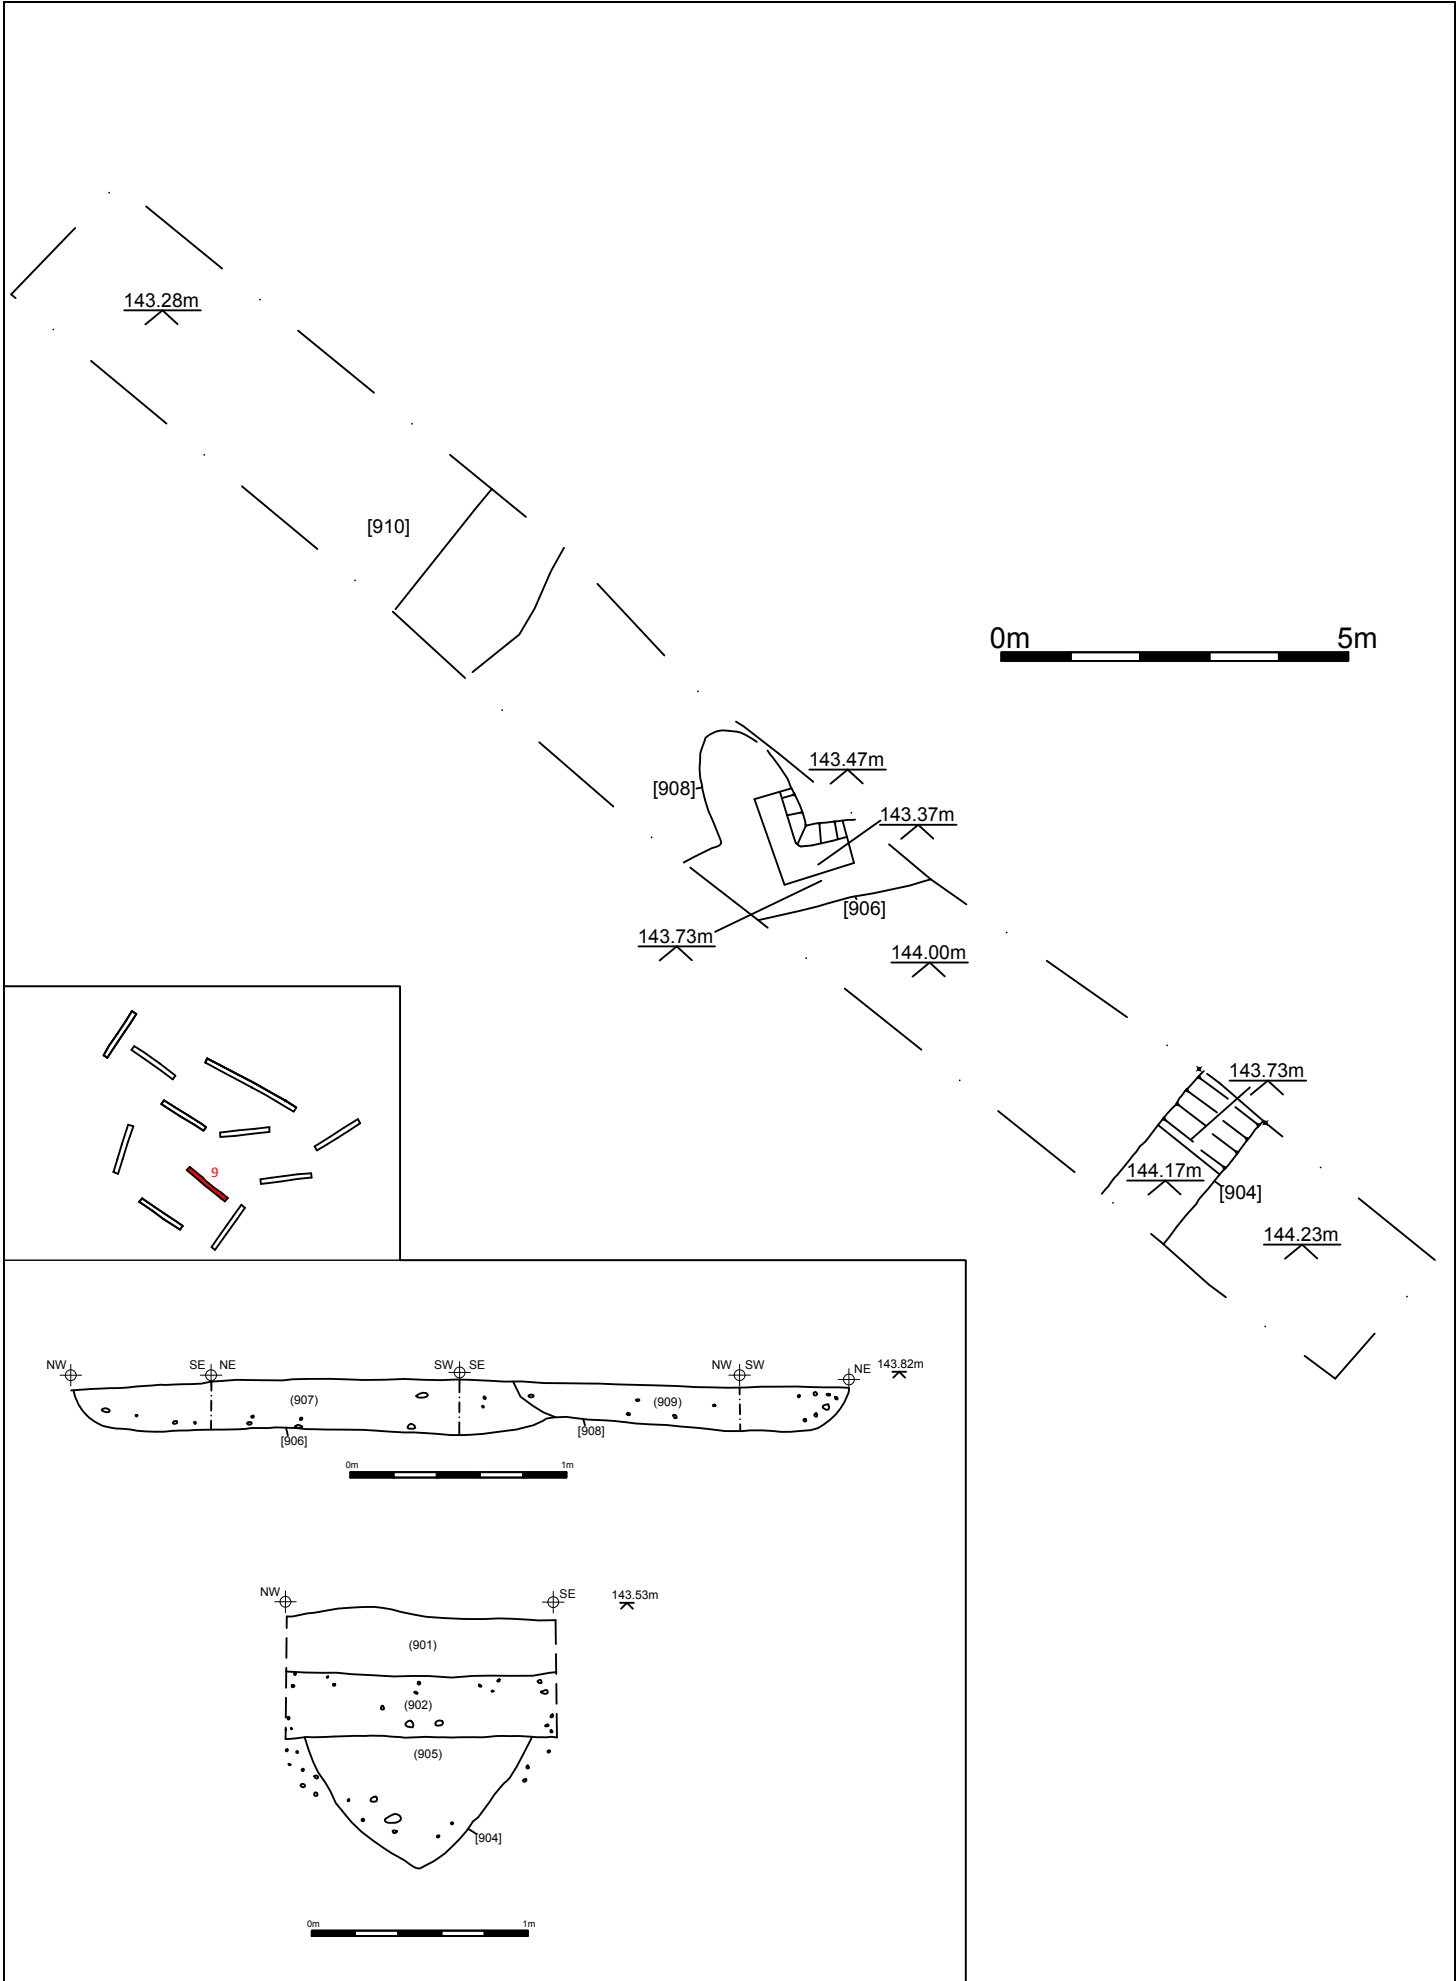 143.28m
[910]
0m 5m
143.47m
[908]
143.37m
[906]
143.73m
144.00m
143.73m
144.17m
[904]
144.23m
9
NW SE NE SW SE NW SW NE 143.82m
(907) (909)
[906] [908]
0m 1m
NW SE 143.53m
(901)
(902)
(905)
[904]
0m 1m